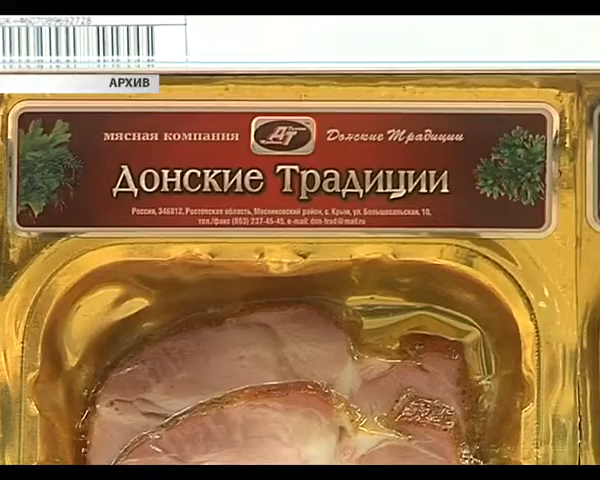 АРХИВ
мясная компания ДТ Донские Традиции
Донские Традиции
Россия, 346812, Ростовская область, Мясниковский район, с. Крым, ул. Большесальская, 10,
тел./факс (863) 237-45-45, e-mail: don-trad@mail.ru